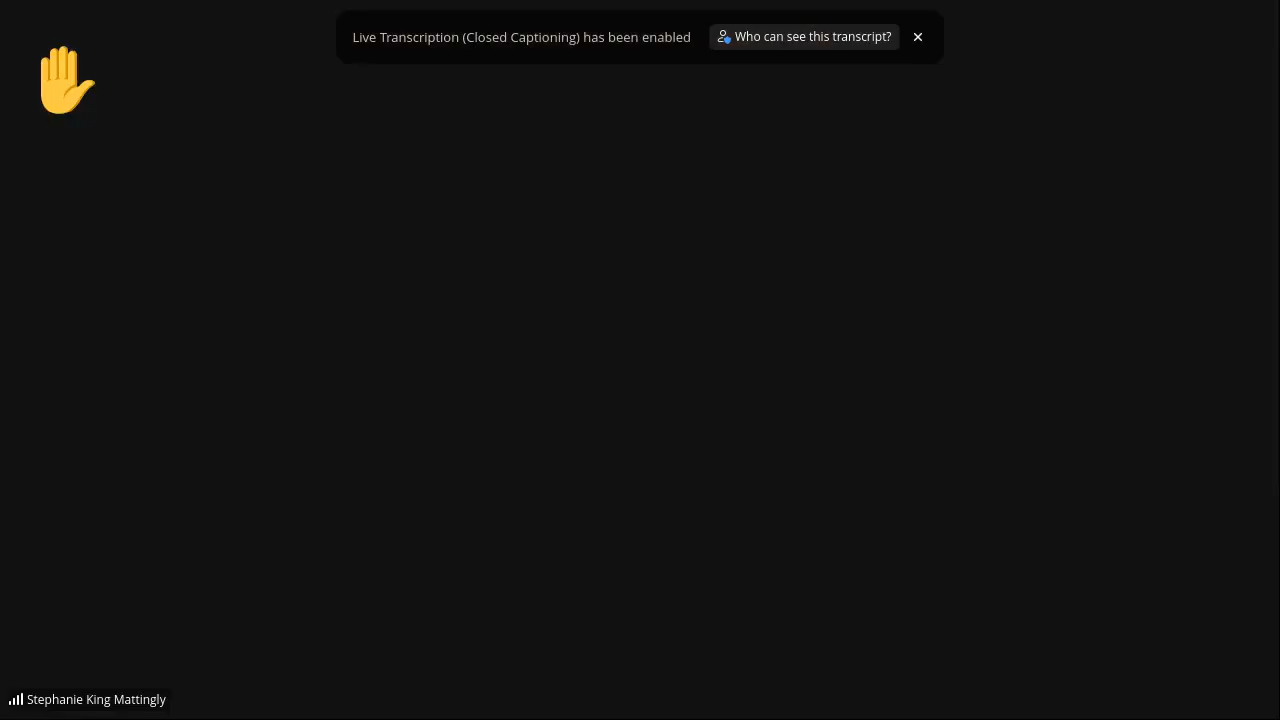 Live Transcription (Closed Captioning) has been enabled
Who can see this transcript?
Stephanie King Mattingly